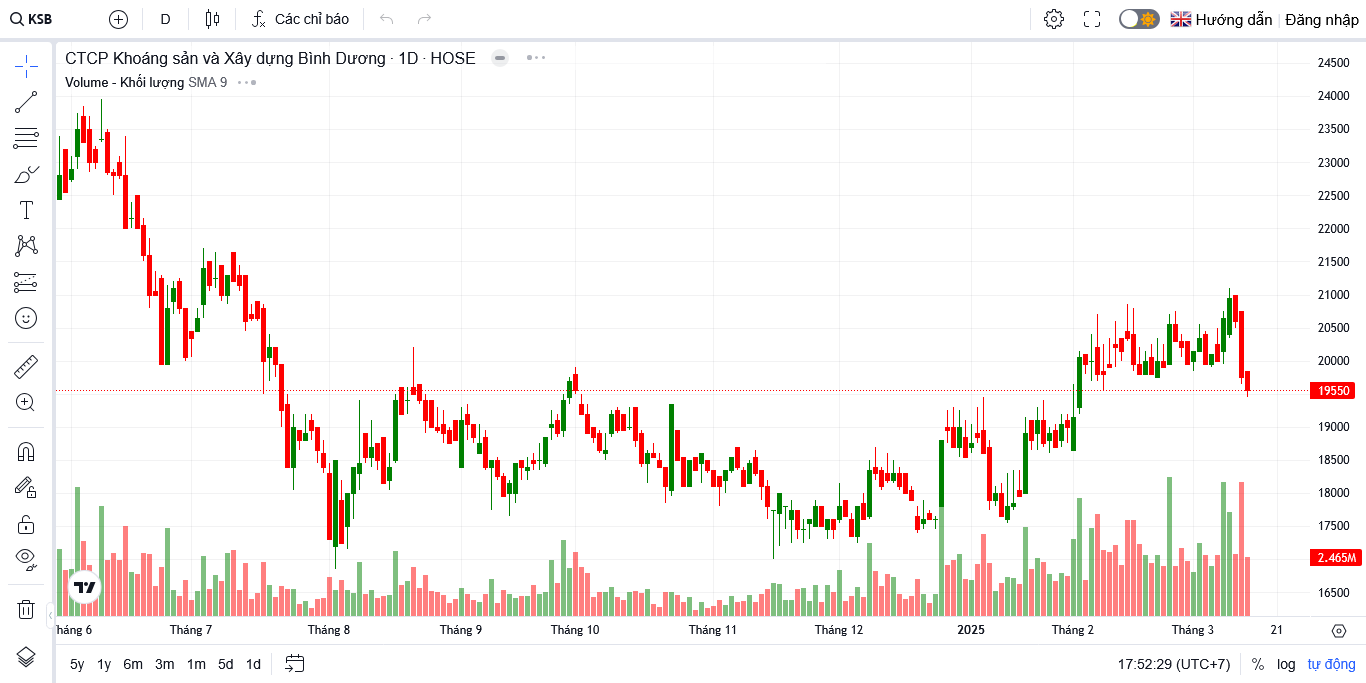 KSB D Các chỉ báo Hướng dẫn Đăng nhập
CTCP Khoáng sản và Xây dựng Bình Dương · 1D · HOSE
Volume - Khối lượng SMA 9
24500
24000
23500
23000
22500
22000
21500
21000
20500
20000
19550
19000
18500
18000
17500
2.465M
16500
háng 6 Tháng 7 Tháng 8 Tháng 9 Tháng 10 Tháng 11 Tháng 12 2025 Tháng 2 Tháng 3 21
5y 1y 6m 3m 1m 5d 1d 17:52:29 (UTC+7) % log tự động